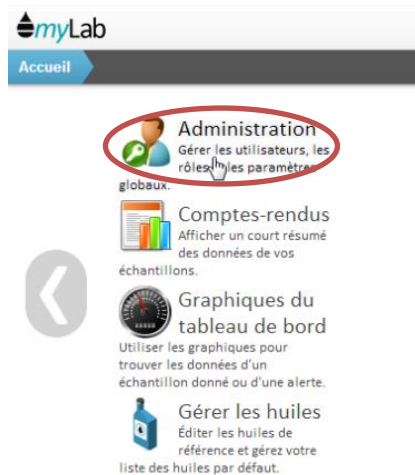 myLab
Accueil
Administration
Gérer les utilisateurs, les
rôles les paramètres
globaux.
Comptes-rendus
Afficher un court résumé
des données de vos
échantillons.
Graphiques du
tableau de bord
Utiliser les graphiques pour
trouver les données d'un
échantillon donné ou d'une alerte.
Gérer les huiles
Éditer les huiles de
référence et gérez votre
liste des huiles par défaut.